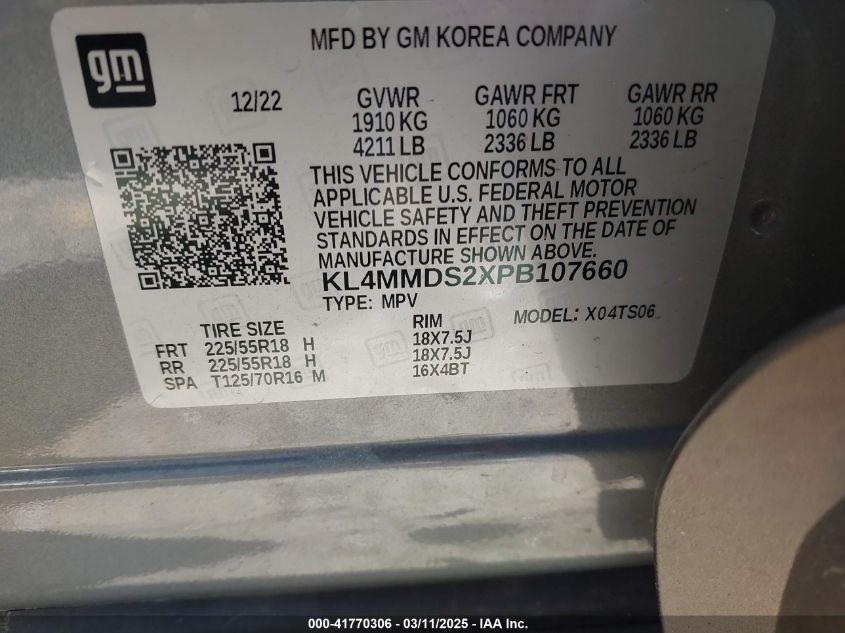 gm
MFD BY GM KOREA COMPANY
12/22 GVWR GAWR FRT GAWR RR
1910 KG 1060 KG 1060 KG
4211 LB 2336 LB 2336 LB
THIS VEHICLE CONFORMS TO ALL
APPLICABLE U.S. FEDERAL MOTOR
VEHICLE SAFETY AND THEFT PREVENTION
STANDARDS IN EFFECT ON THE DATE OF
MANUFACTURE SHOWN ABOVE.
KL4MMDS2XPB107660
TYPE: MPV
MODEL: X04TS06
TIRE SIZE RIM
FRT 225/55R18 H 18X7.5J
RR 225/55R18 H 18X7.5J
SPA T125/70R16 M 16X4BT
000-41770306 - 03/11/2025 - IAA, Inc.